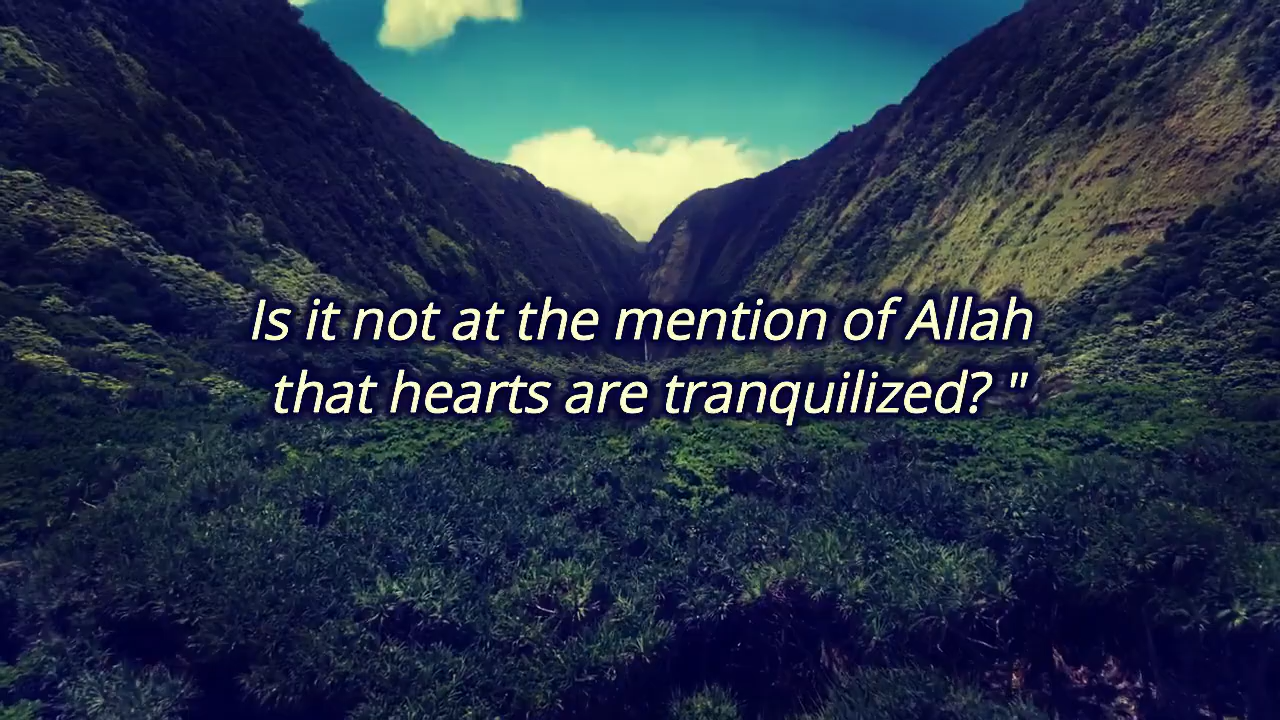 Is it not at the mention of Allah
that hearts are tranquilized? "